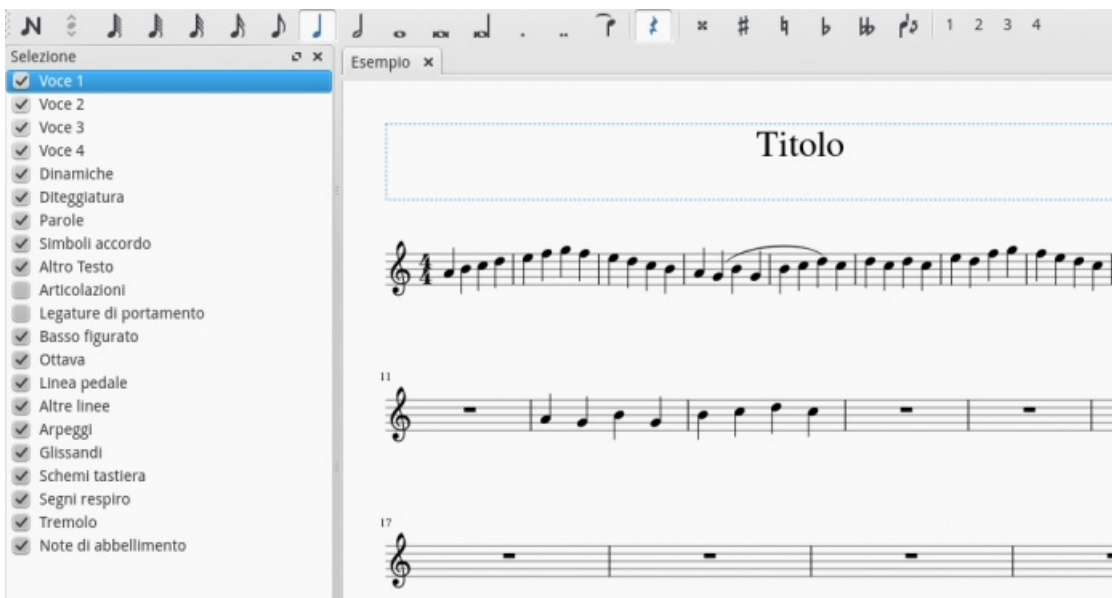 N 1 2 3 4
Selezione
Esempio
Voce 1
Voce 2
Voce 3
Voce 4
Dinamiche
Diteggiatura
Parole
Simboli accordo
Altro Testo
Articolazioni
Legature di portamento
Basso figurato
Ottava
Linea pedale
Altre linee
Arpeggi
Glissandi
Schemi tastiera
Segni respiro
Tremolo
Note di abbellimento
Titolo
4
4
11
17